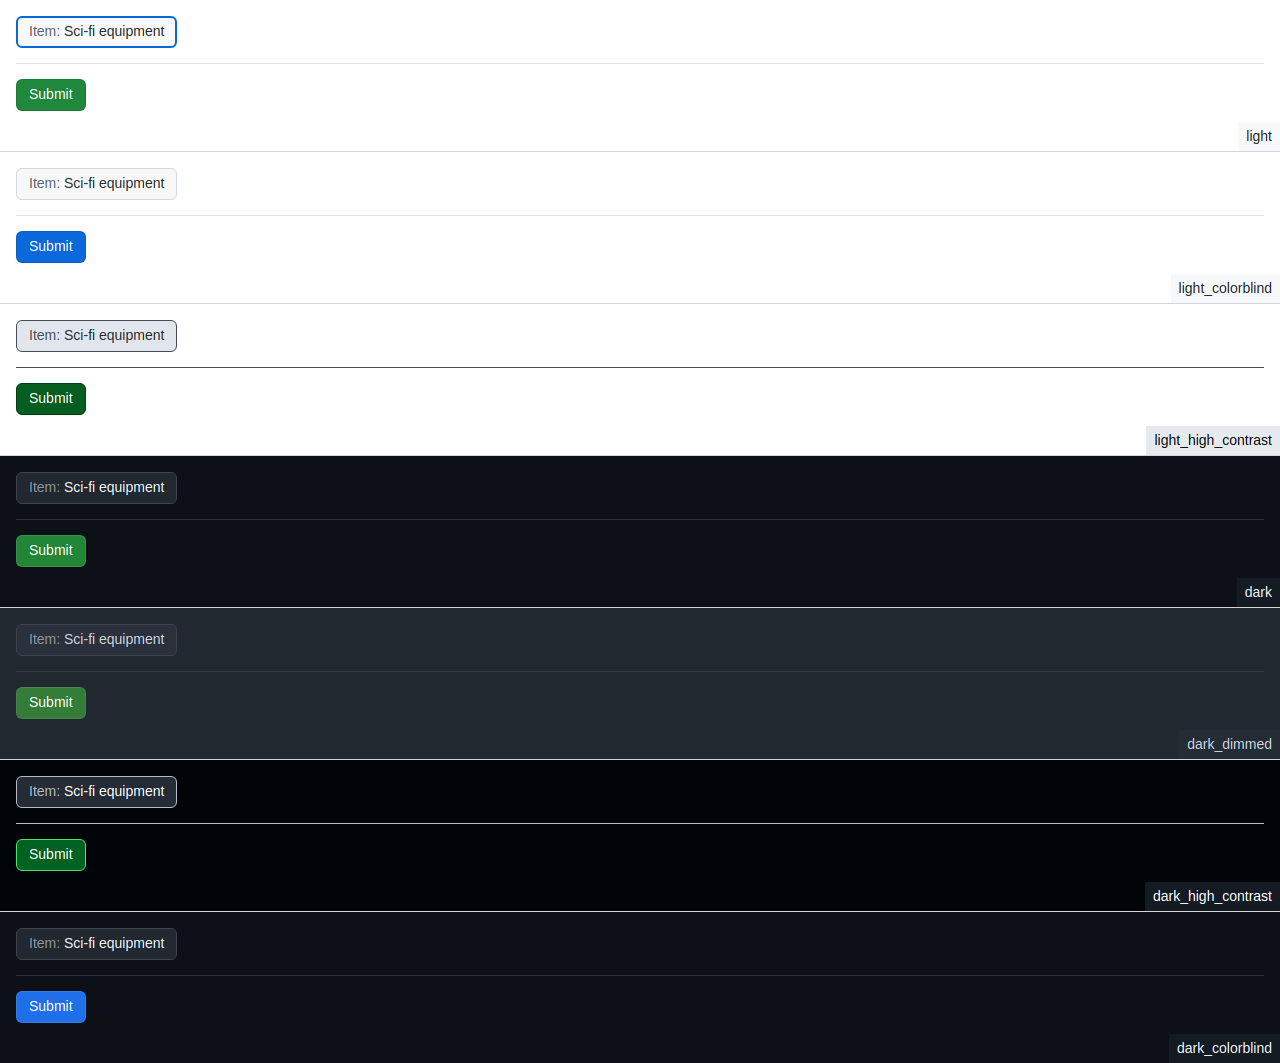 Item: Sci-fi equipment
Submit
light
Item: Sci-fi equipment
Submit
light_colorblind
Item: Sci-fi equipment
Submit
light_high_contrast
Item: Sci-fi equipment
Submit
dark
Item: Sci-fi equipment
Submit
dark_dimmed
Item: Sci-fi equipment
Submit
dark_high_contrast
Item: Sci-fi equipment
Submit
dark_colorblind